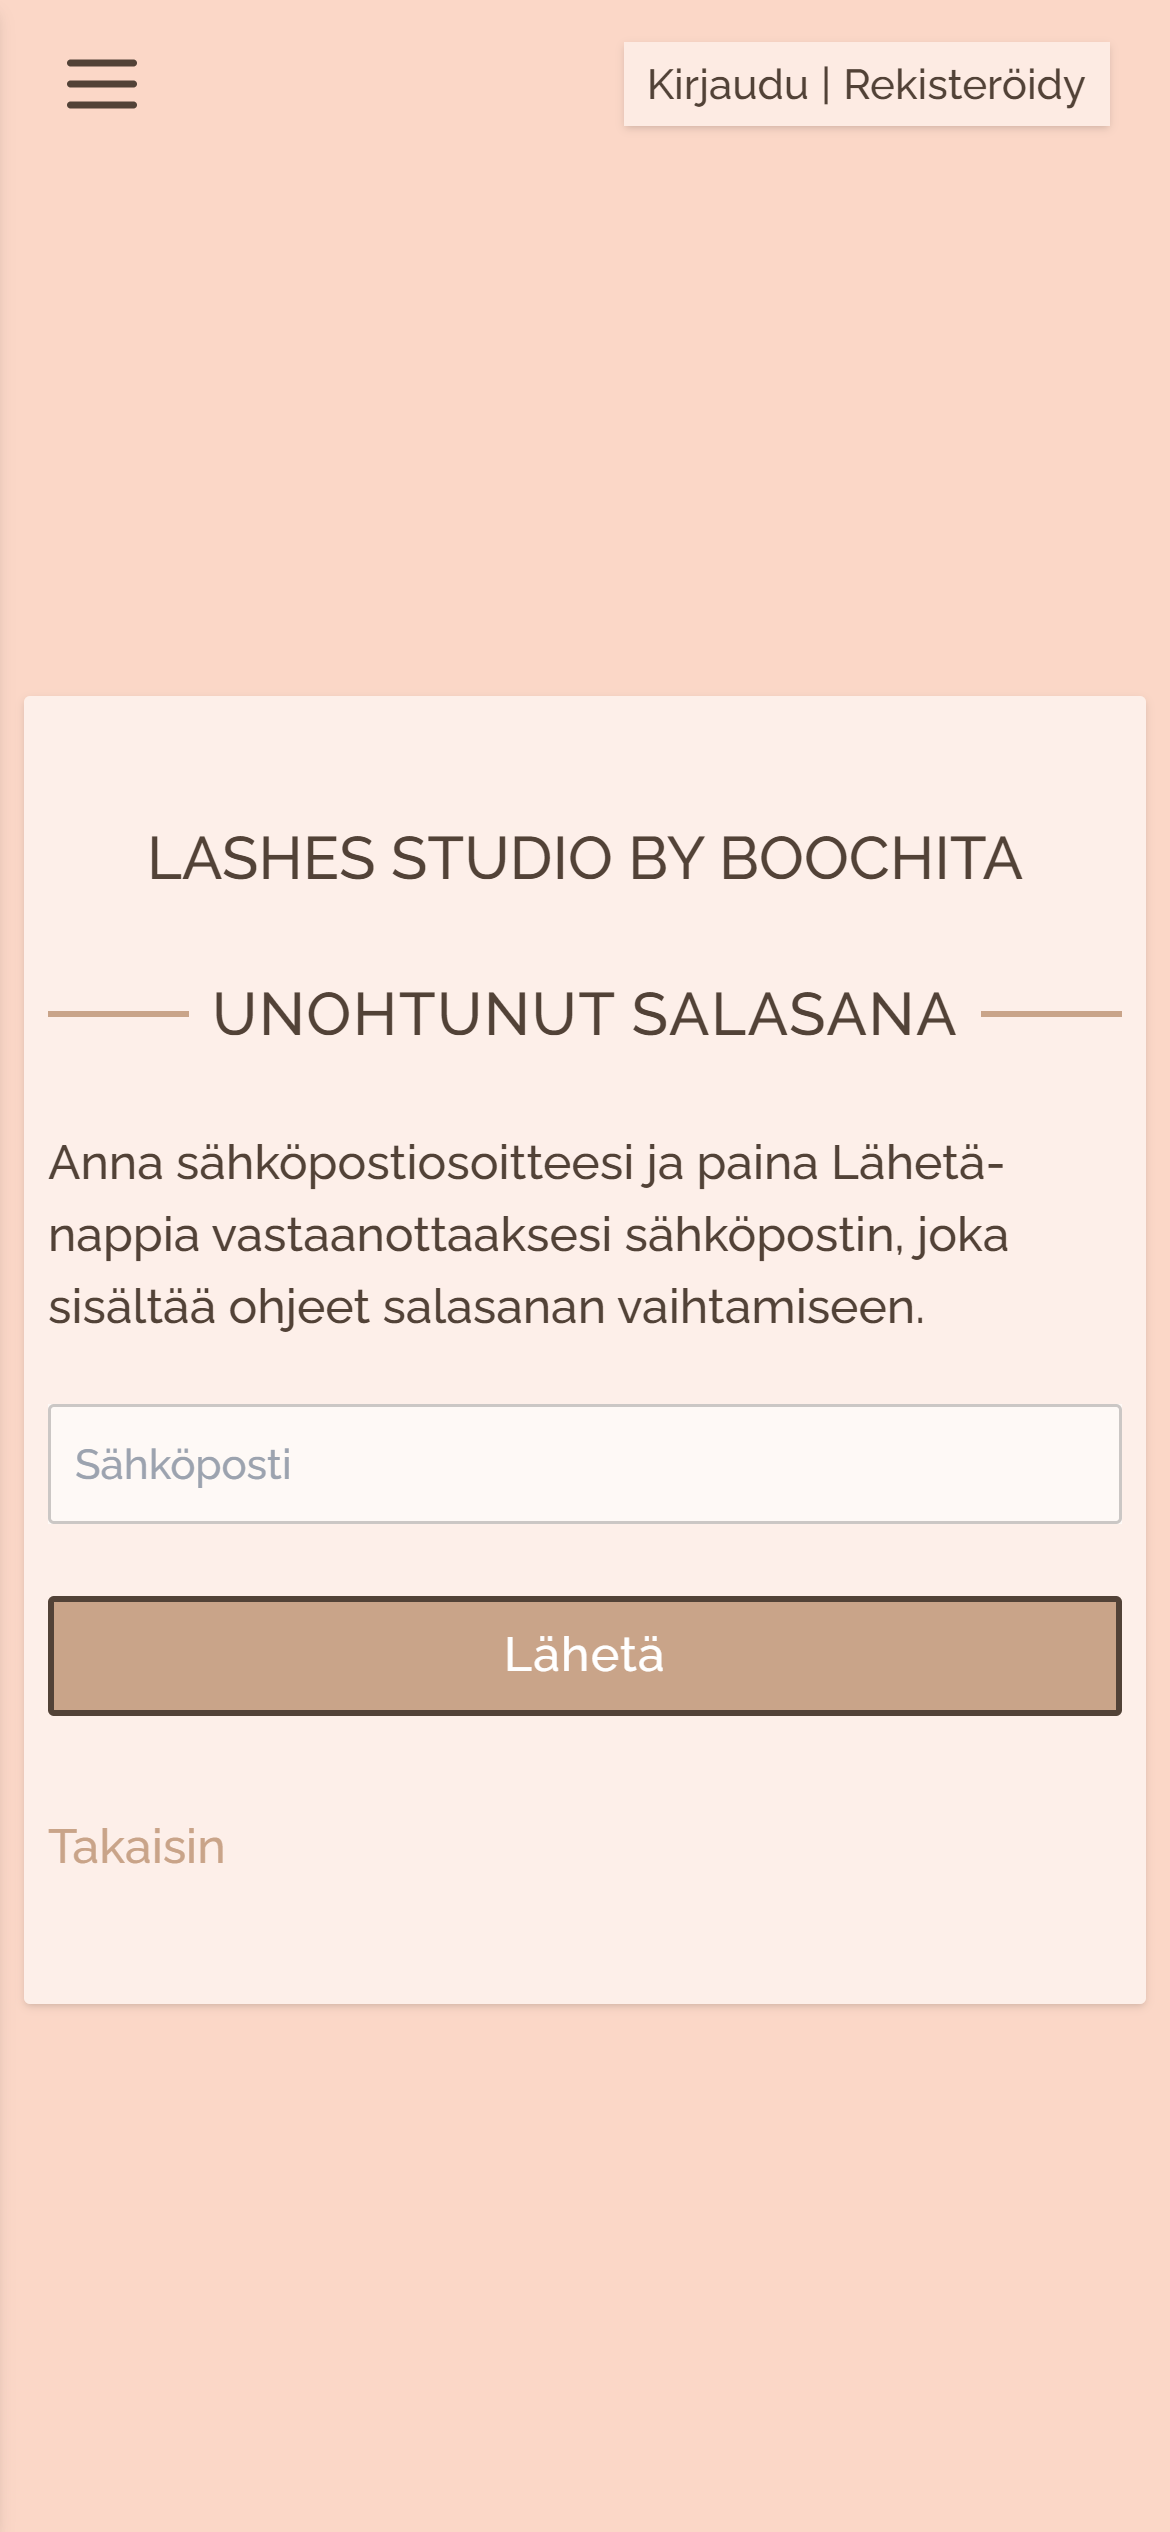 Kirjaudu | Rekisteröidy
LASHES STUDIO BY BOOCHITA
UNOHTUNUT SALASANA
Anna sähköpostiosoitteesi ja paina Lähetä-
nappia vastaanottaaksesi sähköpostin, joka
sisältää ohjeet salasanan vaihtamiseen.
Sähköposti
Lähetä
Takaisin